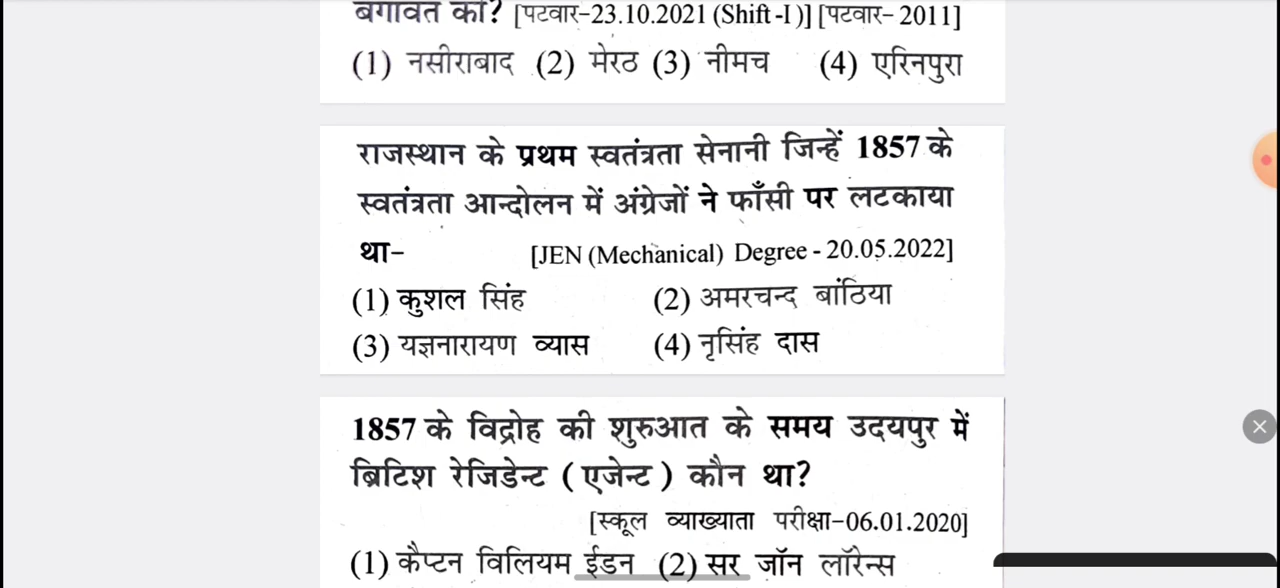 बगावत की? [पटवार-23.10.2021 (Shift-I)] [पटवार- 2011]
(1) नसीराबाद (2) मेरठ (3) नीमच (4) एरिनपुरा
राजस्थान के प्रथम स्वतंत्रता सेनानी जिन्हें 1857 के
स्वतंत्रता आन्दोलन में अंग्रेजों ने फाँसी पर लटकाया
था-
[JEN (Mechanical) Degree - 20.05.2022]
(1) कुशल सिंह (2) अमरचन्द बांठिया
(3) यज्ञनारायण व्यास (4) नृसिंह दास
1857 के विद्रोह की शुरुआत के समय उदयपुर में
ब्रिटिश रेजिडेन्ट ( एजेन्ट ) कौन था?
[स्कूल व्याख्याता परीक्षा-06.01.2020]
(1) कैप्टन विलियम ईडन (2) सर जॉन लॉरेन्स